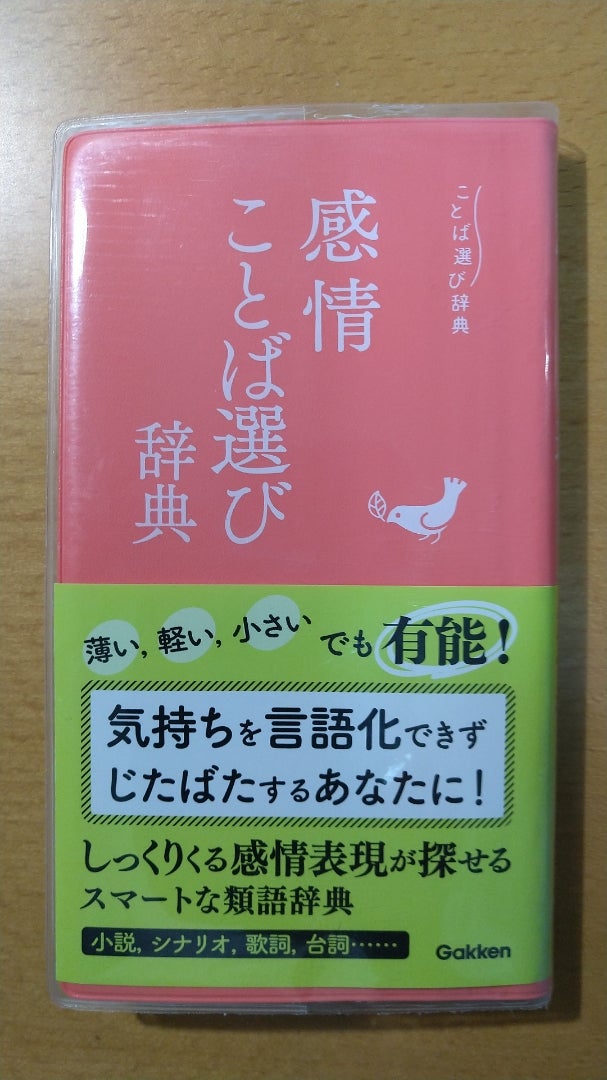 ことば選び辞典
感情
ことば選び
辞典
薄い, 軽い, 小さい でも 有能!
気持ちを言語化できず
じたばたするあなたに!
しっくりくる感情表現が探せる
スマートな類語辞典
小説, シナリオ, 歌詞, 台詞……
Gakken